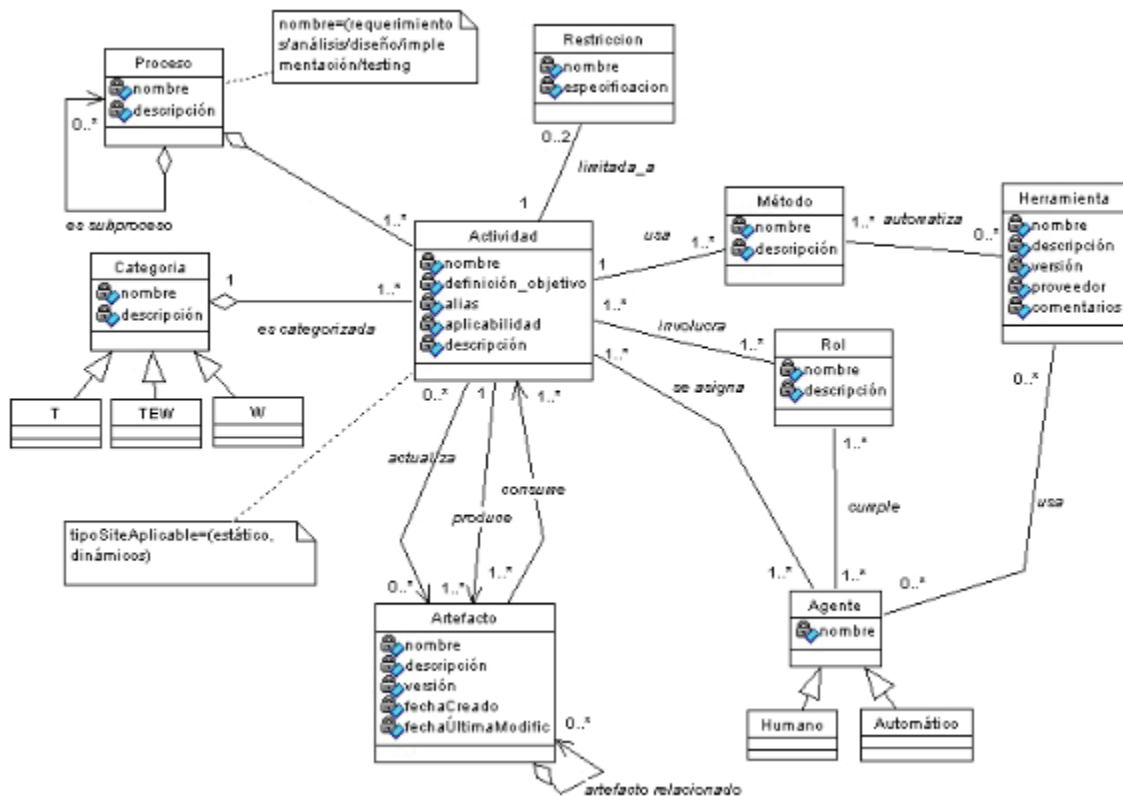 nombre=(requerimiento
s/análisis/diseño/imple
mentación/testing
Proceso
nombre
descripción
0..*
es subproceso
1..*
Restriccion
nombre
especificacion
0..2
limitada_a
1
Categoria
nombre
descripción
1
1..*
es categorizada
T
TEW
W
Actividad
nombre
definición_objetivo
alias
aplicabilidad
descripción
1
usa
1..*
Método
nombre
descripción
1..*
automatiza
0..*
Herramienta
nombre
descripción
versión
proveedor
comentarios
0..*
1..*
involucra
1..*
Rol
nombre
descripción
1..*
1..*
se asigna
1..*
cumple
1..*
usa
0..*
Agente
nombre
Humano
Automático
0..*
1
1..*
actualiza
produce
consume
0..*
1..*
1..*
tipoSiteAplicable=(estático,
dinámicos)
Artefacto
nombre
descripción
versión
fechaCreado
fechaÚltimaModific
0..*
artefacto relacionado